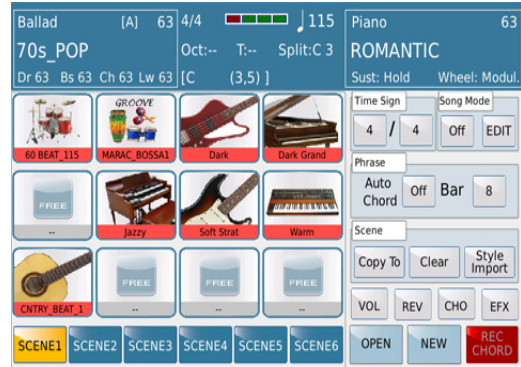 Ballad [A] 63
4/4 115
Piano 63
70s_POP
Oct:-- T:-- Split:C 3
ROMANTIC
Dr 63 Bs 63 Ch 63 Lw 63
[C (3,5) ]
Sust: Hold Wheel: Modul.
GROOVE
60 BEAT_115
MARAC_BOSSA1
Dark
Dark Grand
Time Sign
Song Mode
4 / 4
Off
EDIT
FREE
--
Jazzy
Soft Strat
Warm
Phrase
Auto Chord
Off
Bar
8
Scene
Copy To
Clear
Style Import
CNTRY_BEAT_1
FREE
--
FREE
--
FREE
--
VOL
REV
CHO
EFX
SCENE1
SCENE2
SCENE3
SCENE4
SCENE5
SCENE6
OPEN
NEW
REC CHORD